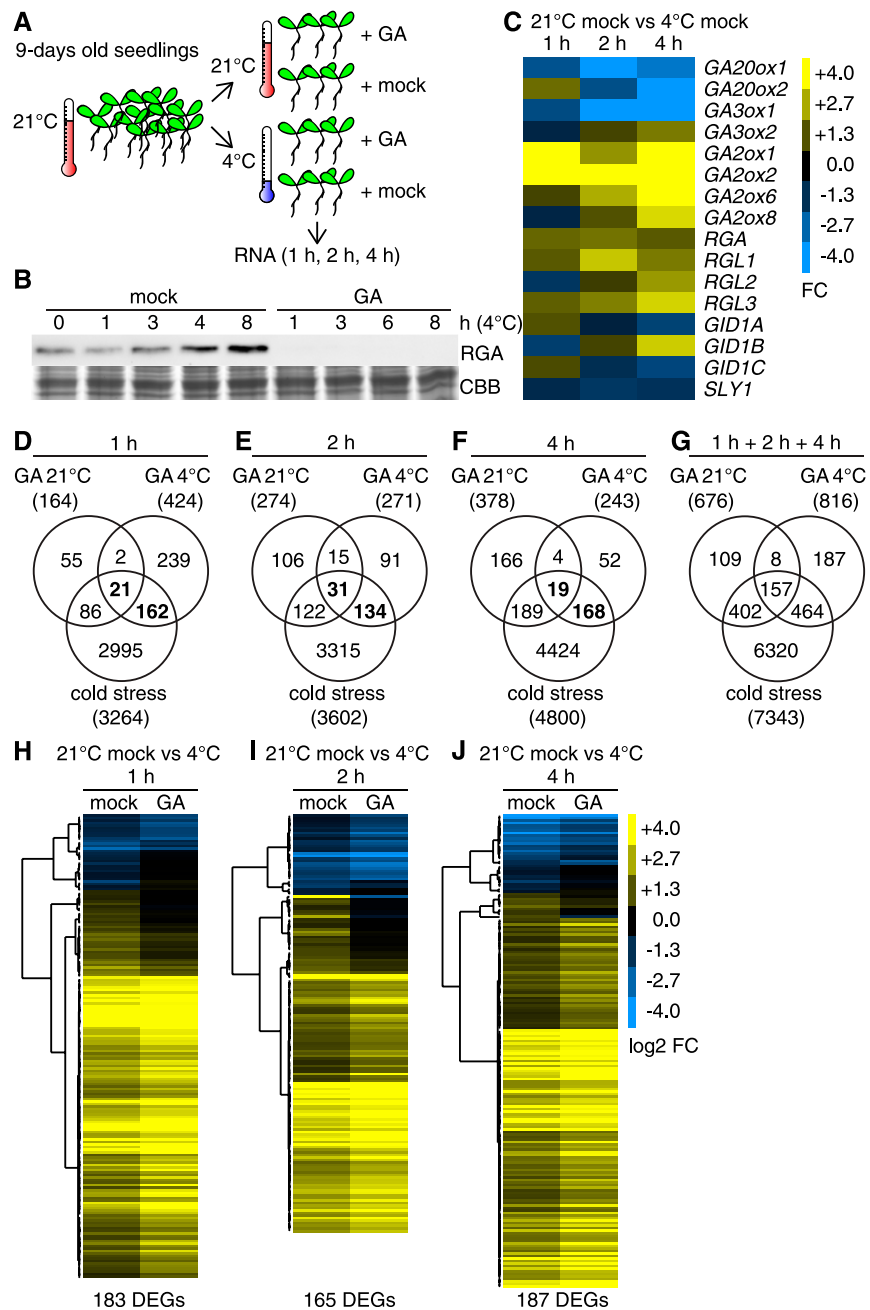 A
9-days old seedlings
21°C
21°C
+ GA
+ mock
4°C
+ GA
+ mock
RNA (1 h, 2 h, 4 h)
B
mock
GA
0 1 3 4 8 1 3 6 8 h (4°C)
RGA
CBB
C 21°C mock vs 4°C mock
1 h 2 h 4 h
GA20ox1
GA20ox2
GA3ox1
GA3ox2
GA2ox1
GA2ox2
GA2ox6
GA2ox8
RGA
RGL1
RGL2
RGL3
GID1A
GID1B
GID1C
SLY1
+4.0
+2.7
+1.3
0.0
-1.3
-2.7
-4.0
FC
D 1 h
GA 21°C GA 4°C
(164) (424)
55 2 239
21
86 162
2995
cold stress
(3264)
E 2 h
GA 21°C GA 4°C
(274) (271)
106 15 91
31
122 134
3315
cold stress
(3602)
F 4 h
GA 21°C GA 4°C
(378) (243)
166 4 52
19
189 168
4424
cold stress
(4800)
G 1 h + 2 h + 4 h
GA 21°C GA 4°C
(676) (816)
109 8 187
157
402 464
6320
cold stress
(7343)
H 21°C mock vs 4°C
1 h
mock GA
183 DEGs
I 21°C mock vs 4°C
2 h
mock GA
165 DEGs
J 21°C mock vs 4°C
4 h
mock GA
187 DEGs
+4.0
+2.7
+1.3
0.0
-1.3
-2.7
-4.0
log2 FC